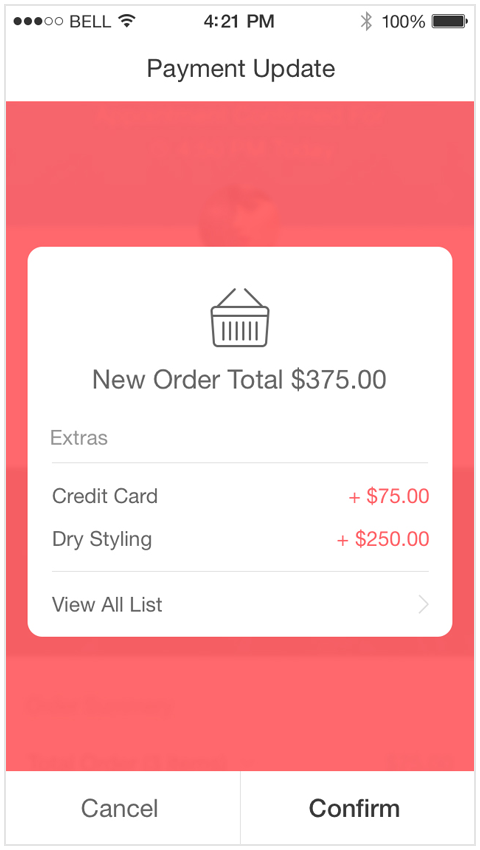 BELL 4:21 PM 100%
Payment Update
New Order Total $375.00
Extras
Credit Card + $75.00
Dry Styling + $250.00
View All List
Cancel Confirm